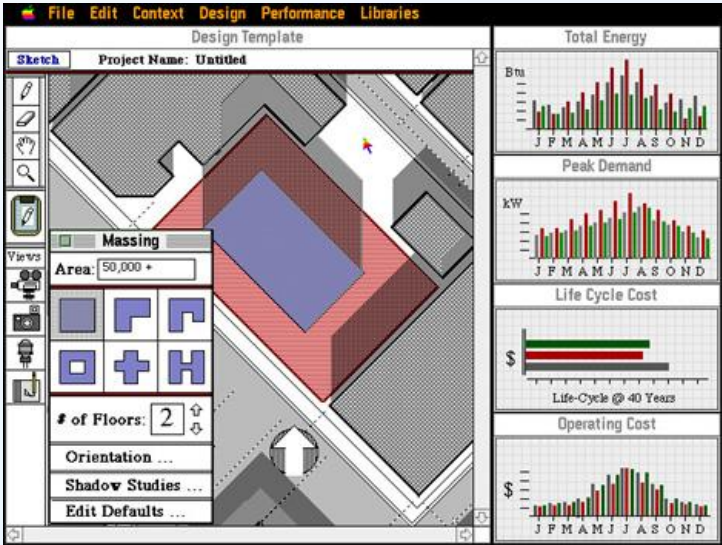 File Edit Context Design Performance Libraries
Design Template
Sketch Project Name: Untitled
Views
Massing
Area: 50,000 +
# of Floors: 2
Orientation ...
Shadow Studies ...
Edit Defaults ...
Total Energy
Btu
J F M A M J J A S O N D
Peak Demand
kW
J F M A M J J A S O N D
Life Cycle Cost
$
Life-Cycle @ 40 Years
Operating Cost
$
J F M A M J J A S O N D